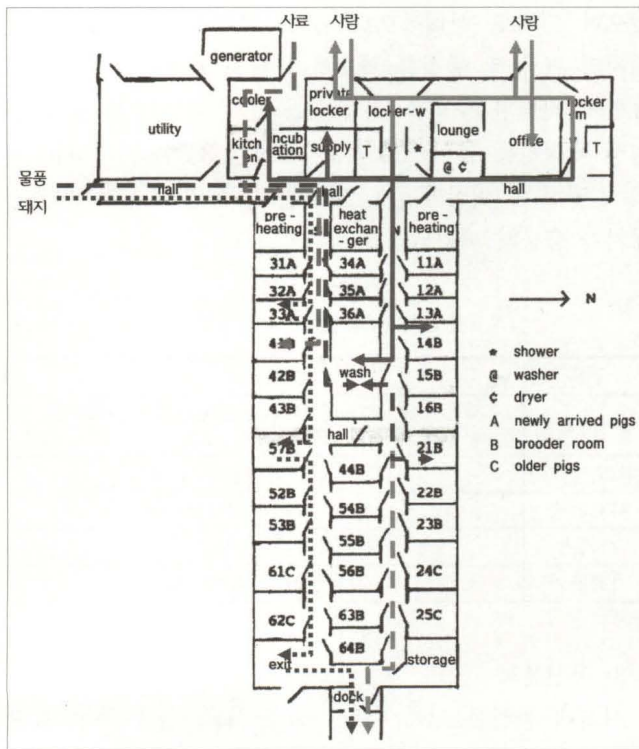 사료 사람 사람
generator
cooler
private
locker
locker-w
locker
-m
utility
kitch
-en
incub
ation
supply
T
*
lounge
office
T
@ ¢
물품
돼지
hall hall hall
pre-
heating
heat
exchan
-ger
pre-
heating
31A 34A 11A
32A 35A 12A
33A 36A 13A
N
41B 14B
* shower
wash
42B 15B
@ washer
¢ dryer
43B 16B
A newly arrived pigs
hall
B brooder room
57B 21B
44B
C older pigs
52B 22B
54B
53B 23B
55B
61C 56B 24C
62C 63B 25C
64B
exit storage
dock